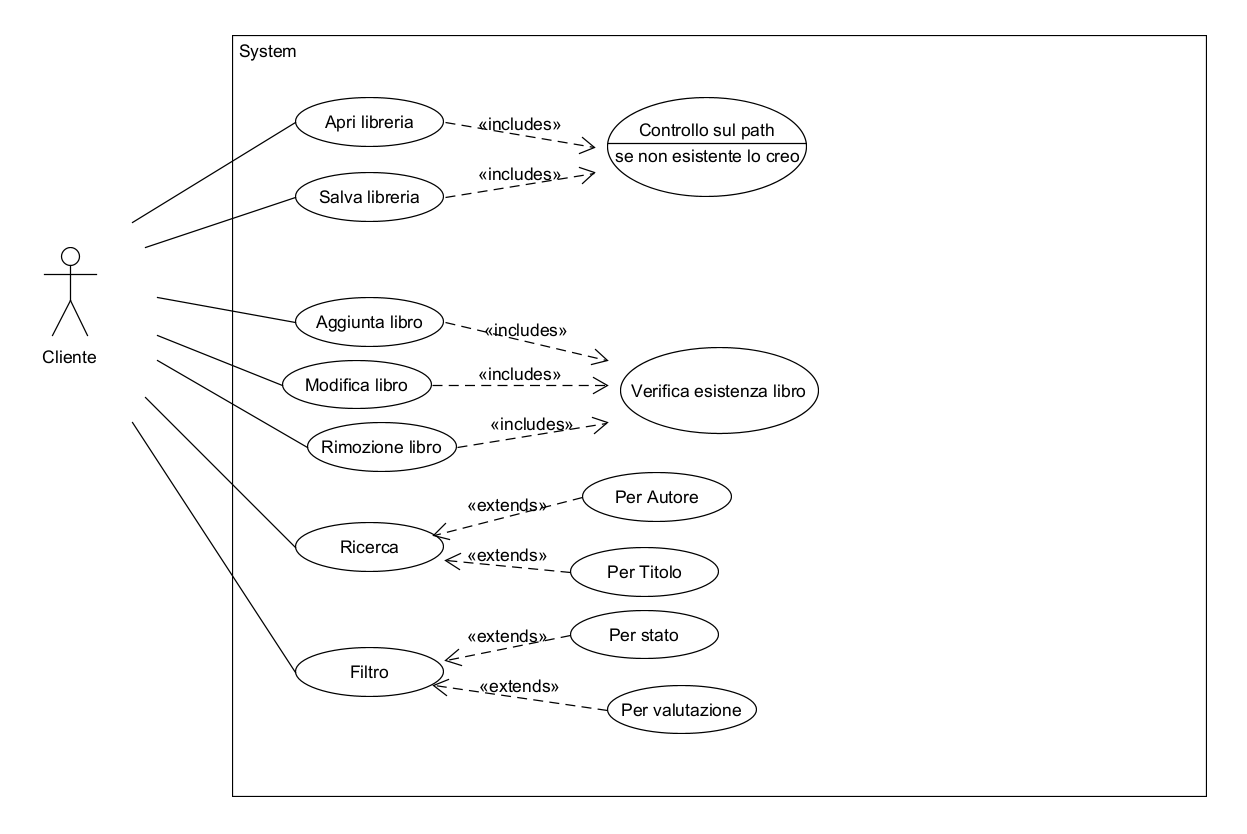 System
Apri libreria
«includes»
Controllo sul path
se non esistente lo creo
Salva libreria
«includes»
Cliente
Aggiunta libro
«includes»
Modifica libro
«includes»
Verifica esistenza libro
Rimozione libro
«includes»
Ricerca
«extends»
Per Autore
«extends»
Per Titolo
Filtro
«extends»
Per stato
«extends»
Per valutazione